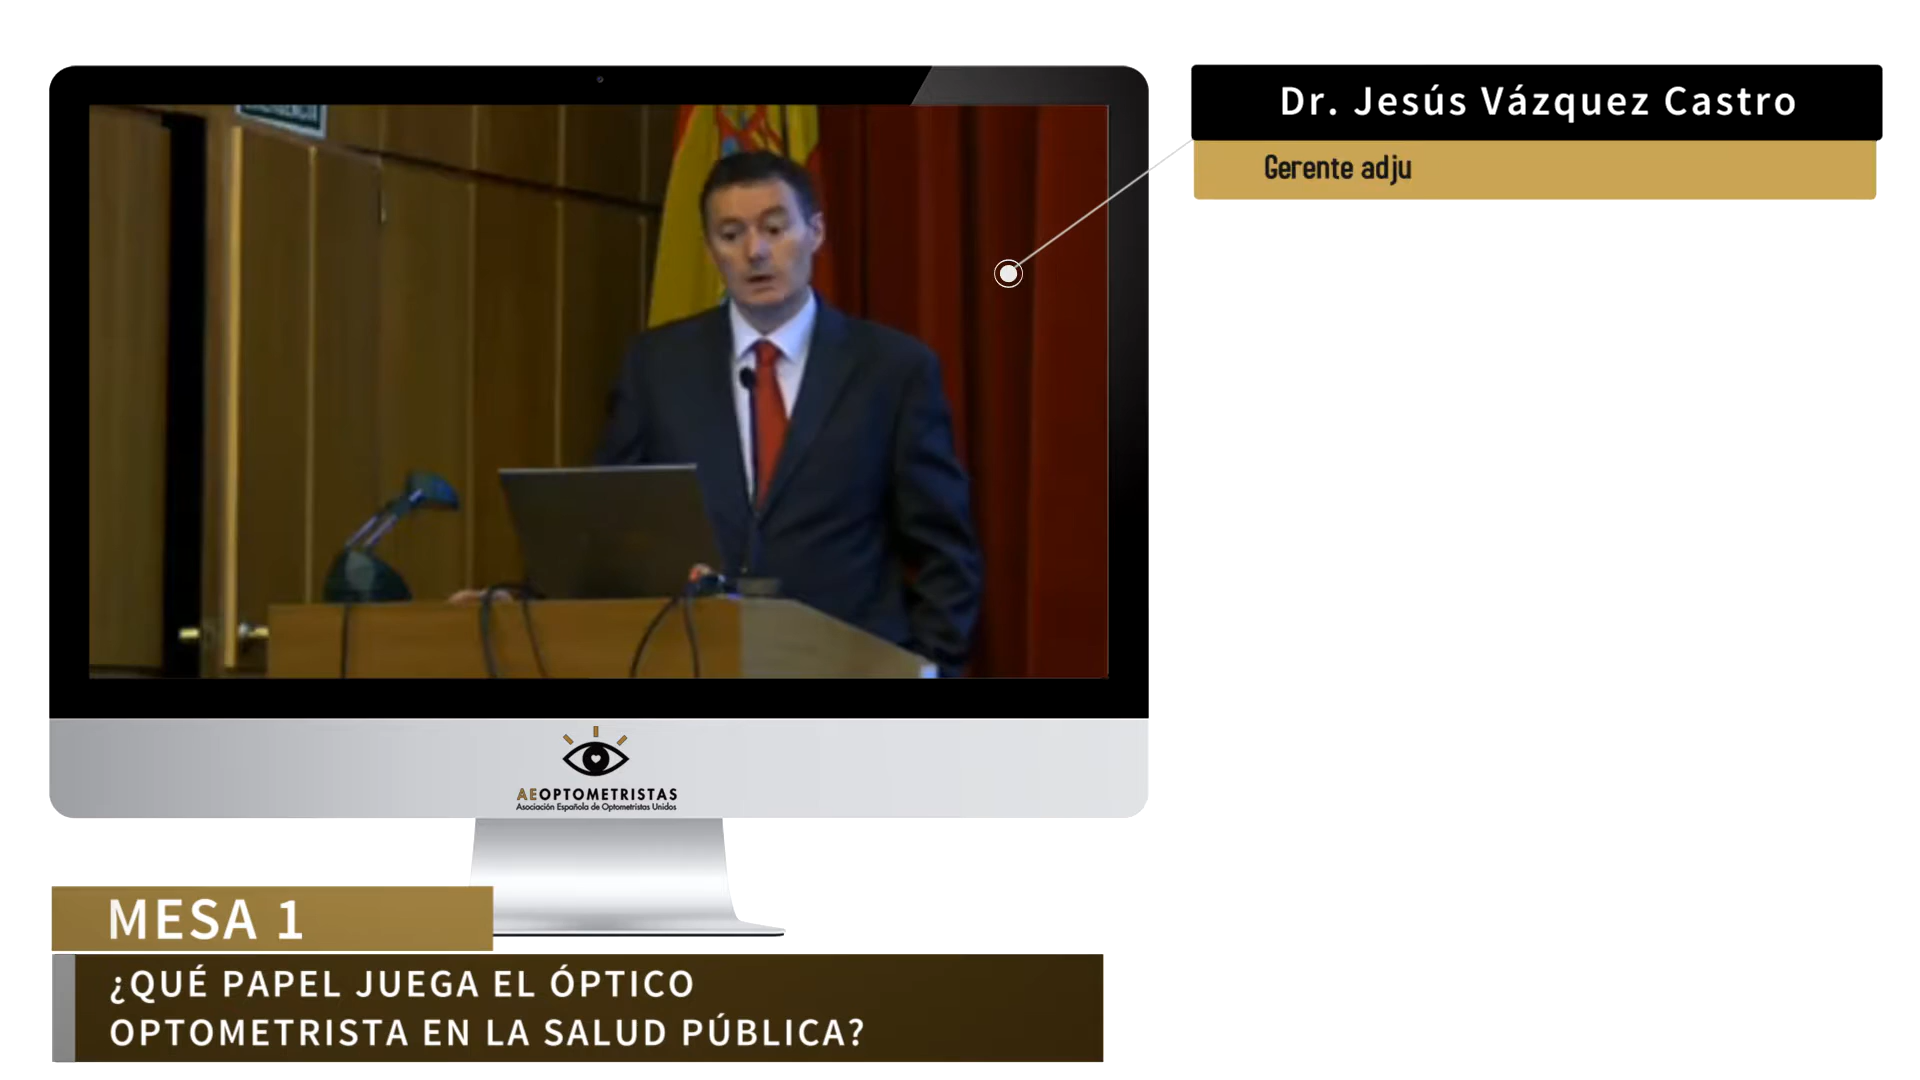 Dr. Jesús Vázquez Castro
Gerente adju
AEOPTOMETRISTAS
Asociación Española de Optometristas Unidos
MESA 1
¿QUÉ PAPEL JUEGA EL ÓPTICO
OPTOMETRISTA EN LA SALUD PÚBLICA?